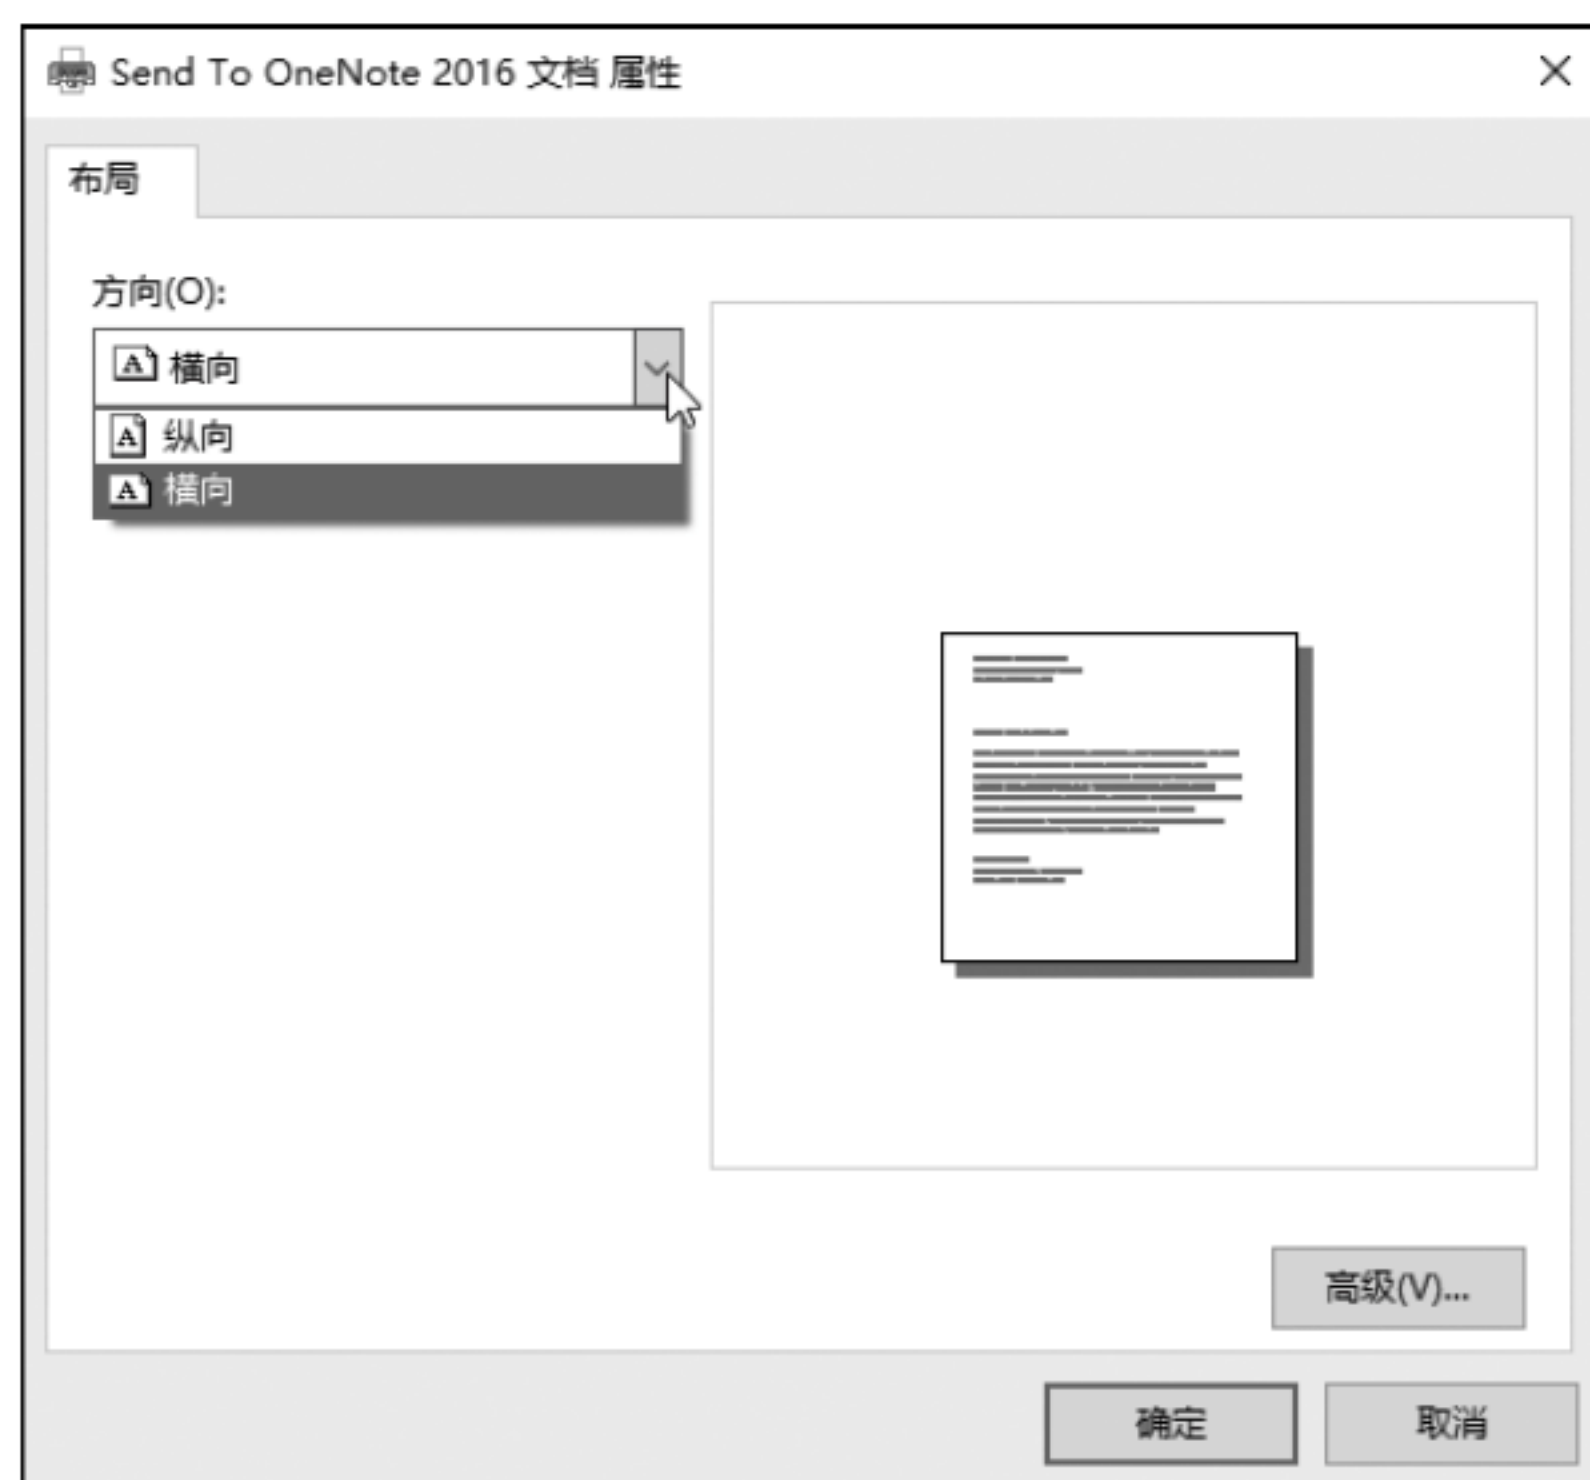 Send To OneNote 2016 文档 属性
布局
方向(O):
横向
纵向
横向
高级(V)...
确定
取消